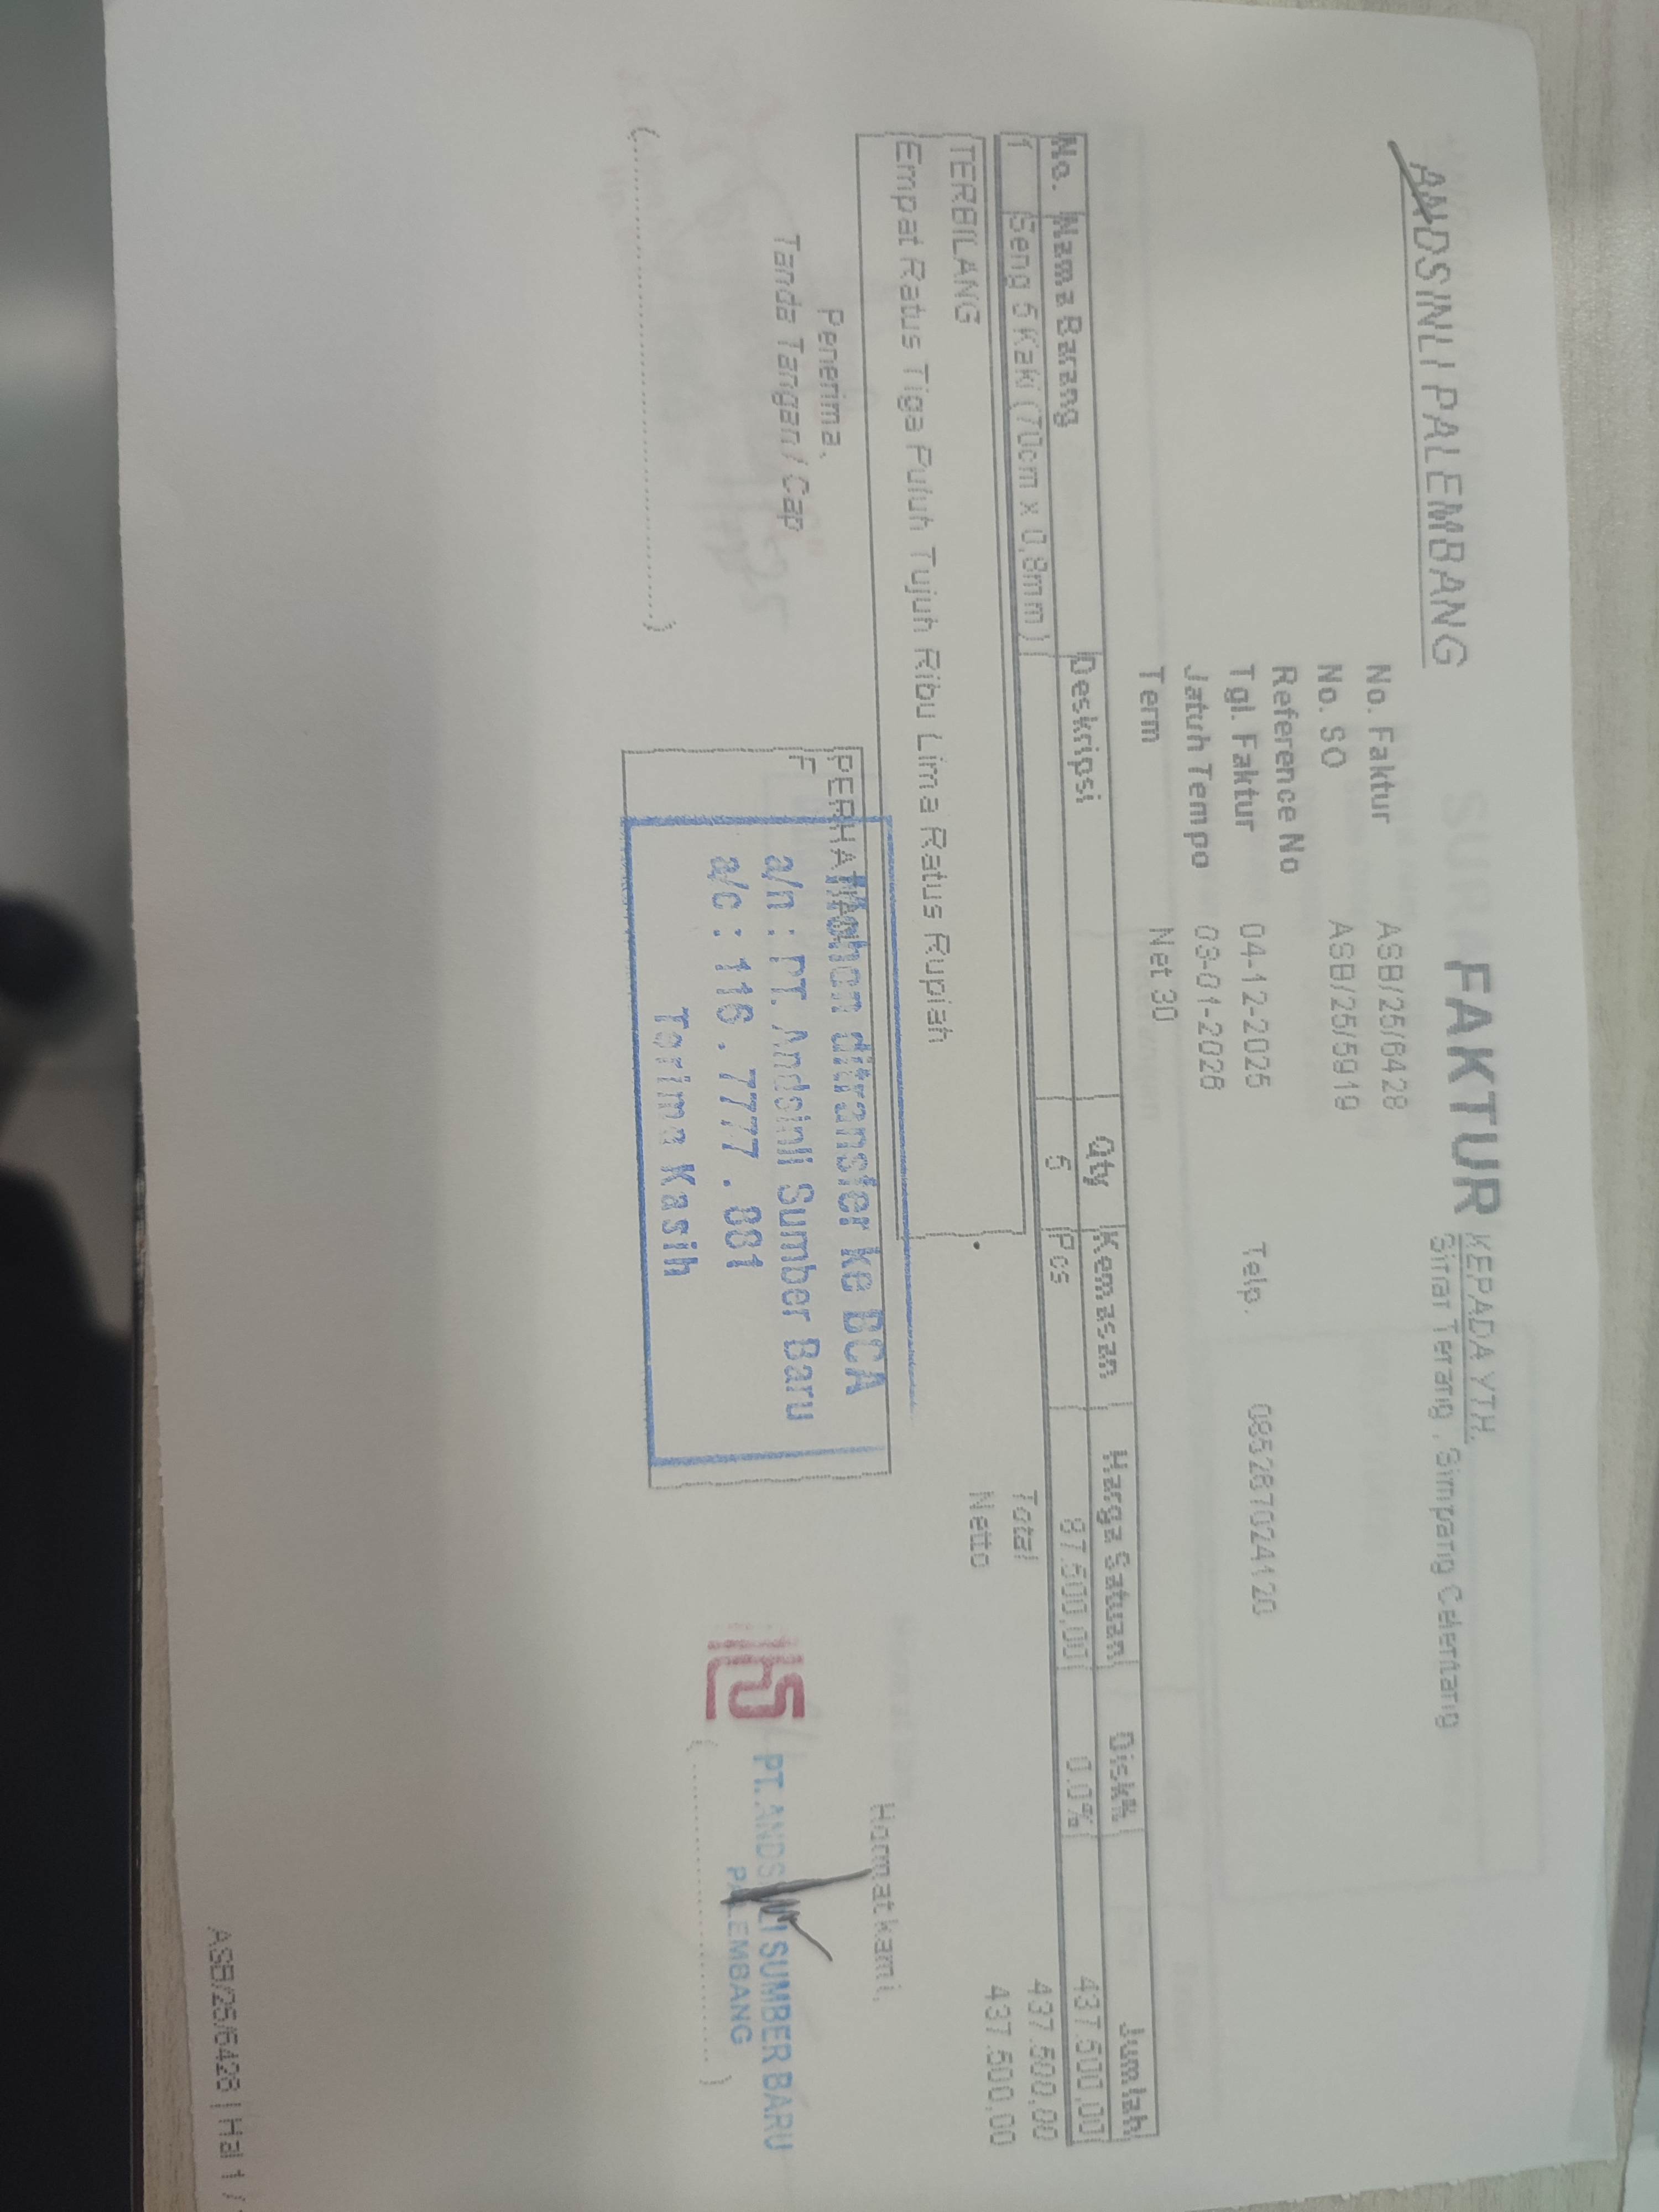 ANDSINLI PALEMBANG
FAKTUR
KEPADA YTH.
Sinar Terang, Simpang Celentang
No. Faktur ASB/25/6428
No. SO ASB/25/5919
Reference No
Tgl. Faktur 04-12-2025
Telp. 085287024120
Jatuh Tempo 03-01-2026
Term Net 30
No. Nama Barang Deskripsi Qty Kemasan Harga Satuan Disk% Jumlah
1 Seng 6 Kaki (70cm x 0,8mm) 5 Pcs 87.500,00 0.0% 437.500,00
TERBILANG
Empat Ratus Tiga Puluh Tujuh Ribu Lima Ratus Rupiah
Total 437.500,00
Netto 437.500,00
Penerima,
Tanda Tangan / Cap
(..............................)
PERHATIAN
F
Mohon ditransfer ke BCA
a/n : PT. Andsinli Sumber Baru
a/c : 116 . 7777 . 881
Terima Kasih
Hormat kami,
PT. ANDSINLI SUMBER BARU
PALEMBANG
(..............................)
ASB/25/6428 | Hal 1 /